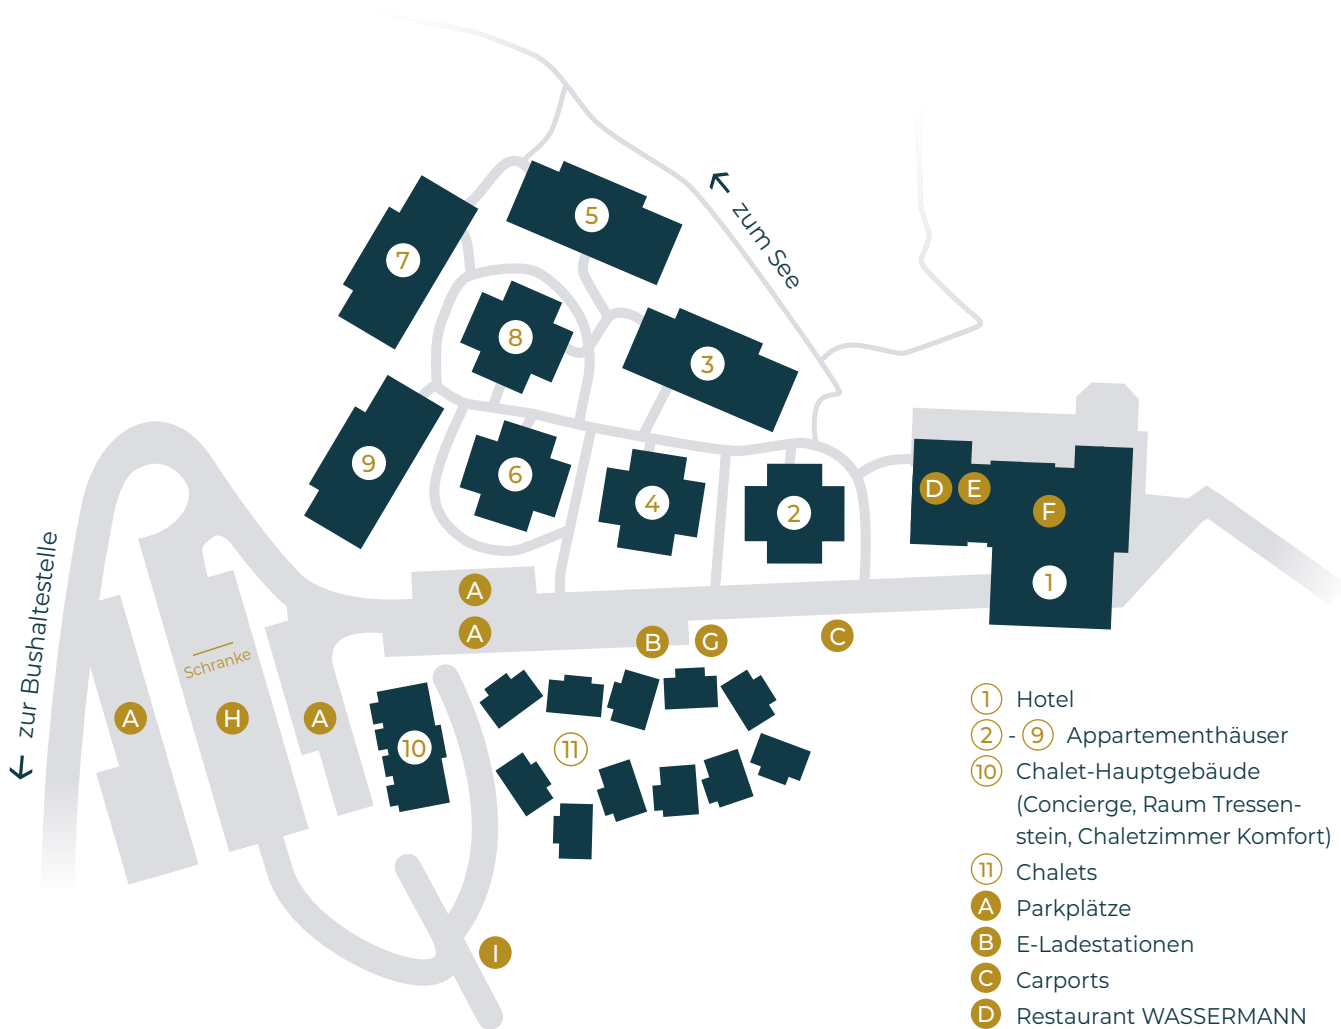 5
7
zum See
8
3
9
6
4
2
D
E
F
1
zur Bushaltestelle
A
A
B
G
C
Schranke
A
H
A
10
11
I
1 Hotel
2 - 9 Appartementhäuser
10 Chalet-Hauptgebäude
(Concierge, Raum Tressen-
stein, Chaletzimmer Komfort)
11 Chalets
A Parkplätze
B E-Ladestationen
C Carports
D Restaurant WASSERMANN